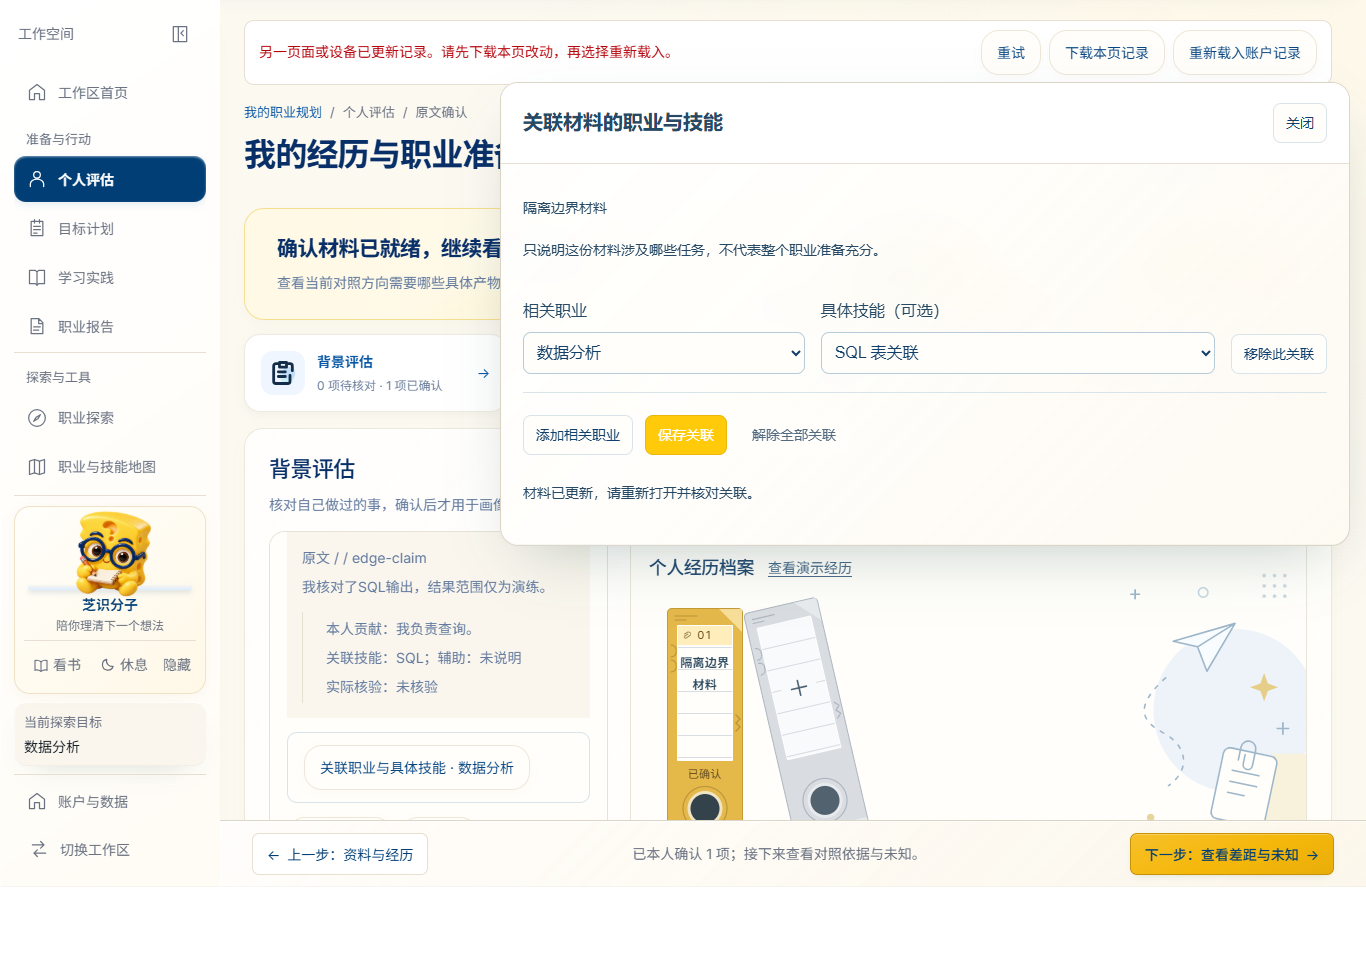 工作空间
工作区首页
准备与行动
个人评估
目标计划
学习实践
职业报告
探索与工具
职业探索
职业与技能地图
芝识分子
陪你理清下一个想法
看书
休息
隐藏
当前探索目标
数据分析
账户与数据
切换工作区
另一页面或设备已更新记录。请先下载本页改动，再选择重新载入。
重试
下载本页记录
重新载入账户记录
我的职业规划 / 个人评估 / 原文确认
我的经历与职业准
确认材料已就绪，继续看
查看当前对照方向需要哪些具体产物
背景评估
0 项待核对 · 1 项已确认
→
背景评估
核对自己做过的事，确认后才用于画像
原文 / / edge-claim
我核对了SQL输出，结果范围仅为演练。
本人贡献：我负责查询。
关联技能：SQL；辅助：未说明
实际核验：未核验
关联职业与具体技能 · 数据分析
关联材料的职业与技能
关闭
隔离边界材料
只说明这份材料涉及哪些任务，不代表整个职业准备充分。
相关职业
具体技能（可选）
数据分析
SQL 表关联
移除此关联
添加相关职业
保存关联
解除全部关联
材料已更新，请重新打开并核对关联。
个人经历档案
查看演示经历
01
隔离边界
材料
已确认
← 上一步：资料与经历
已本人确认 1 项；接下来查看对照依据与未知。
下一步：查看差距与未知 →